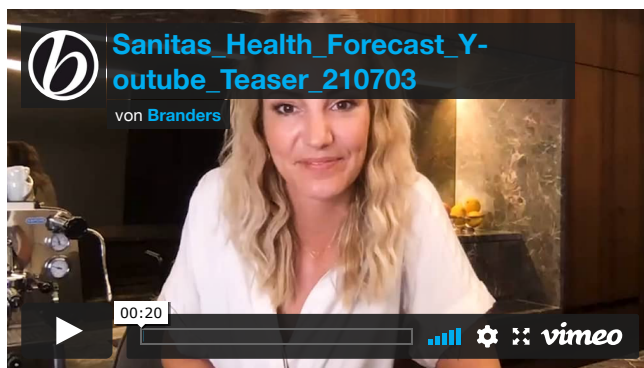 b
Sanitas_Health_Forecast_Y-
outube_Teaser_210703
von Branders
00:20
vimeo